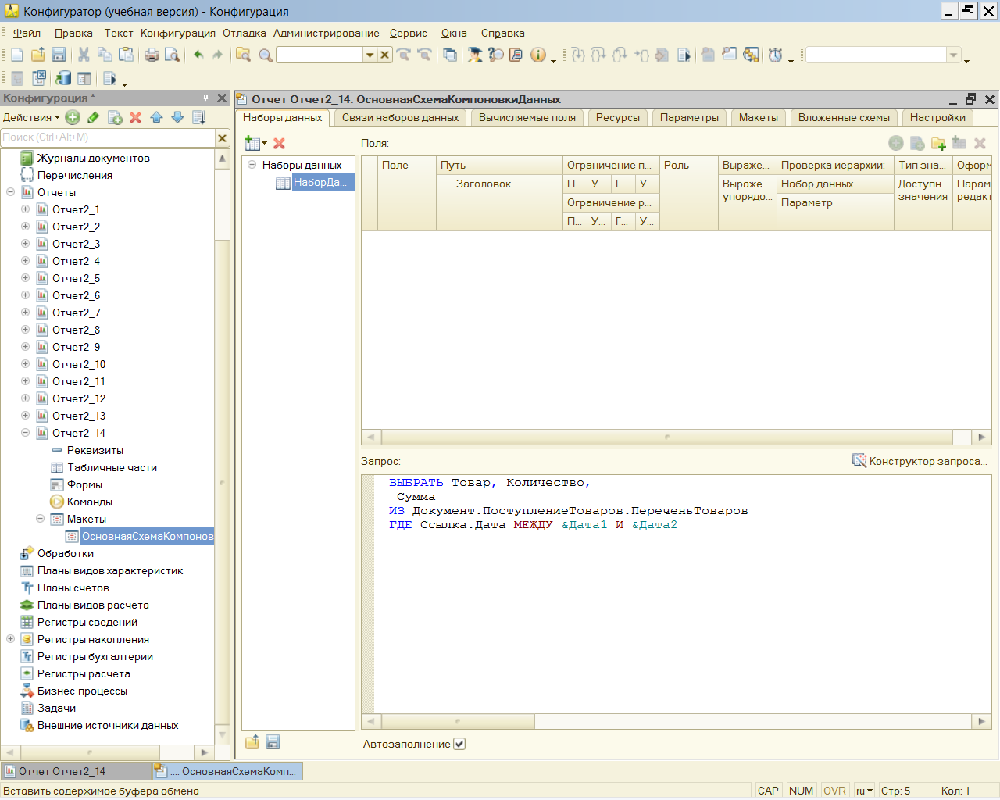 Конфигуратор (учебная версия) - Конфигурация
Файл Правка Текст Конфигурация Отладка Администрирование Сервис Окна Справка
Конфигурация *
Действия
Поиск (Ctrl+Alt+M)
Журналы документов
Перечисления
Отчеты
Отчет2_1
Отчет2_2
Отчет2_3
Отчет2_4
Отчет2_5
Отчет2_6
Отчет2_7
Отчет2_8
Отчет2_9
Отчет2_10
Отчет2_11
Отчет2_12
Отчет2_13
Отчет2_14
Реквизиты
Табличные части
Формы
Команды
Макеты
ОсновнаяСхемаКомпонов
Обработки
Планы видов характеристик
Планы счетов
Планы видов расчета
Регистры сведений
Регистры накопления
Регистры бухгалтерии
Регистры расчета
Бизнес-процессы
Задачи
Внешние источники данных
Отчет Отчет2_14: ОсновнаяСхемаКомпоновкиДанных
Наборы данных Связи наборов данных Вычисляемые поля Ресурсы Параметры Макеты Вложенные схемы Настройки
Наборы данных
НаборДа...
Поля:
Поле Путь Ограничение п... Роль Выраже... Проверка иерархии: Тип зна... Оформ
Заголовок П... У... Г... У... Выраже... Набор данных Доступн... Парам
упорядо... значения редакт
Ограничение р... Параметр
П... У... Г... У...
Запрос: Конструктор запроса...
ВЫБРАТЬ Товар, Количество,
Сумма
ИЗ Документ.ПоступлениеТоваров.ПереченьТоваров
ГДЕ Ссылка.Дата МЕЖДУ &Дата1 И &Дата2
Автозаполнение
Отчет Отчет2_14 ...: ОсновнаяСхемаКомп...
Вставить содержимое буфера обмена CAP NUM OVR ru Стр: 5 Кол: 1